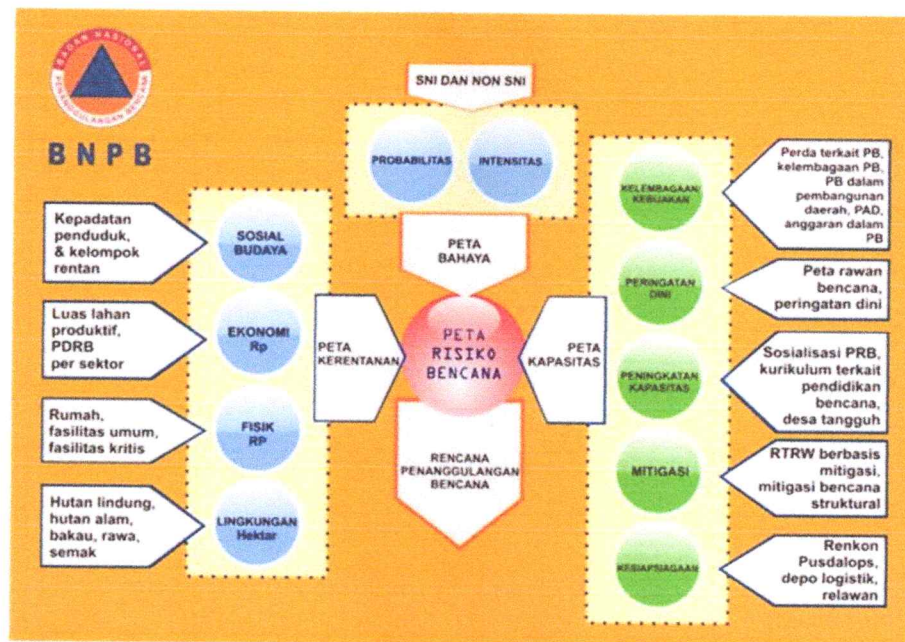 BADAN NASIONAL
PENANGGULANGAN BENCANA
BNPB
SNI DAN NON SNI
PROBABILITAS
INTENSITAS
PETA
BAHAYA
Kepadatan
penduduk,
& kelompok
rentan
SOSIAL
BUDAYA
Luas lahan
produktif,
PDRB
per sektor
EKONOMI
Rp
Rumah,
fasilitas umum,
fasilitas kritis
FISIK
RP
Hutan lindung,
hutan alam,
bakau, rawa,
semak
LINGKUNGAN
Hektar
PETA
KERENTANAN
PETA
RISIKO
BENCANA
PETA
KAPASITAS
RENCANA
PENANGGULANGAN
BENCANA
KELEMBAGAAN/
KEBIJAKAN
Perda terkait PB,
kelembagaan PB,
PB dalam
pembangunan
daerah, PAD,
anggaran dalam
PB
PERINGATAN
DINI
Peta rawan
bencana,
peringatan dini
PENINGKATAN
KAPASITAS
Sosialisasi PRB,
kurikulum terkait
pendidikan
bencana,
desa tangguh
MITIGASI
RTRW berbasis
mitigasi,
mitigasi bencana
struktural
KESIAPSIAGAAN
Renkon
Pusdalops,
depo logistik,
relawan